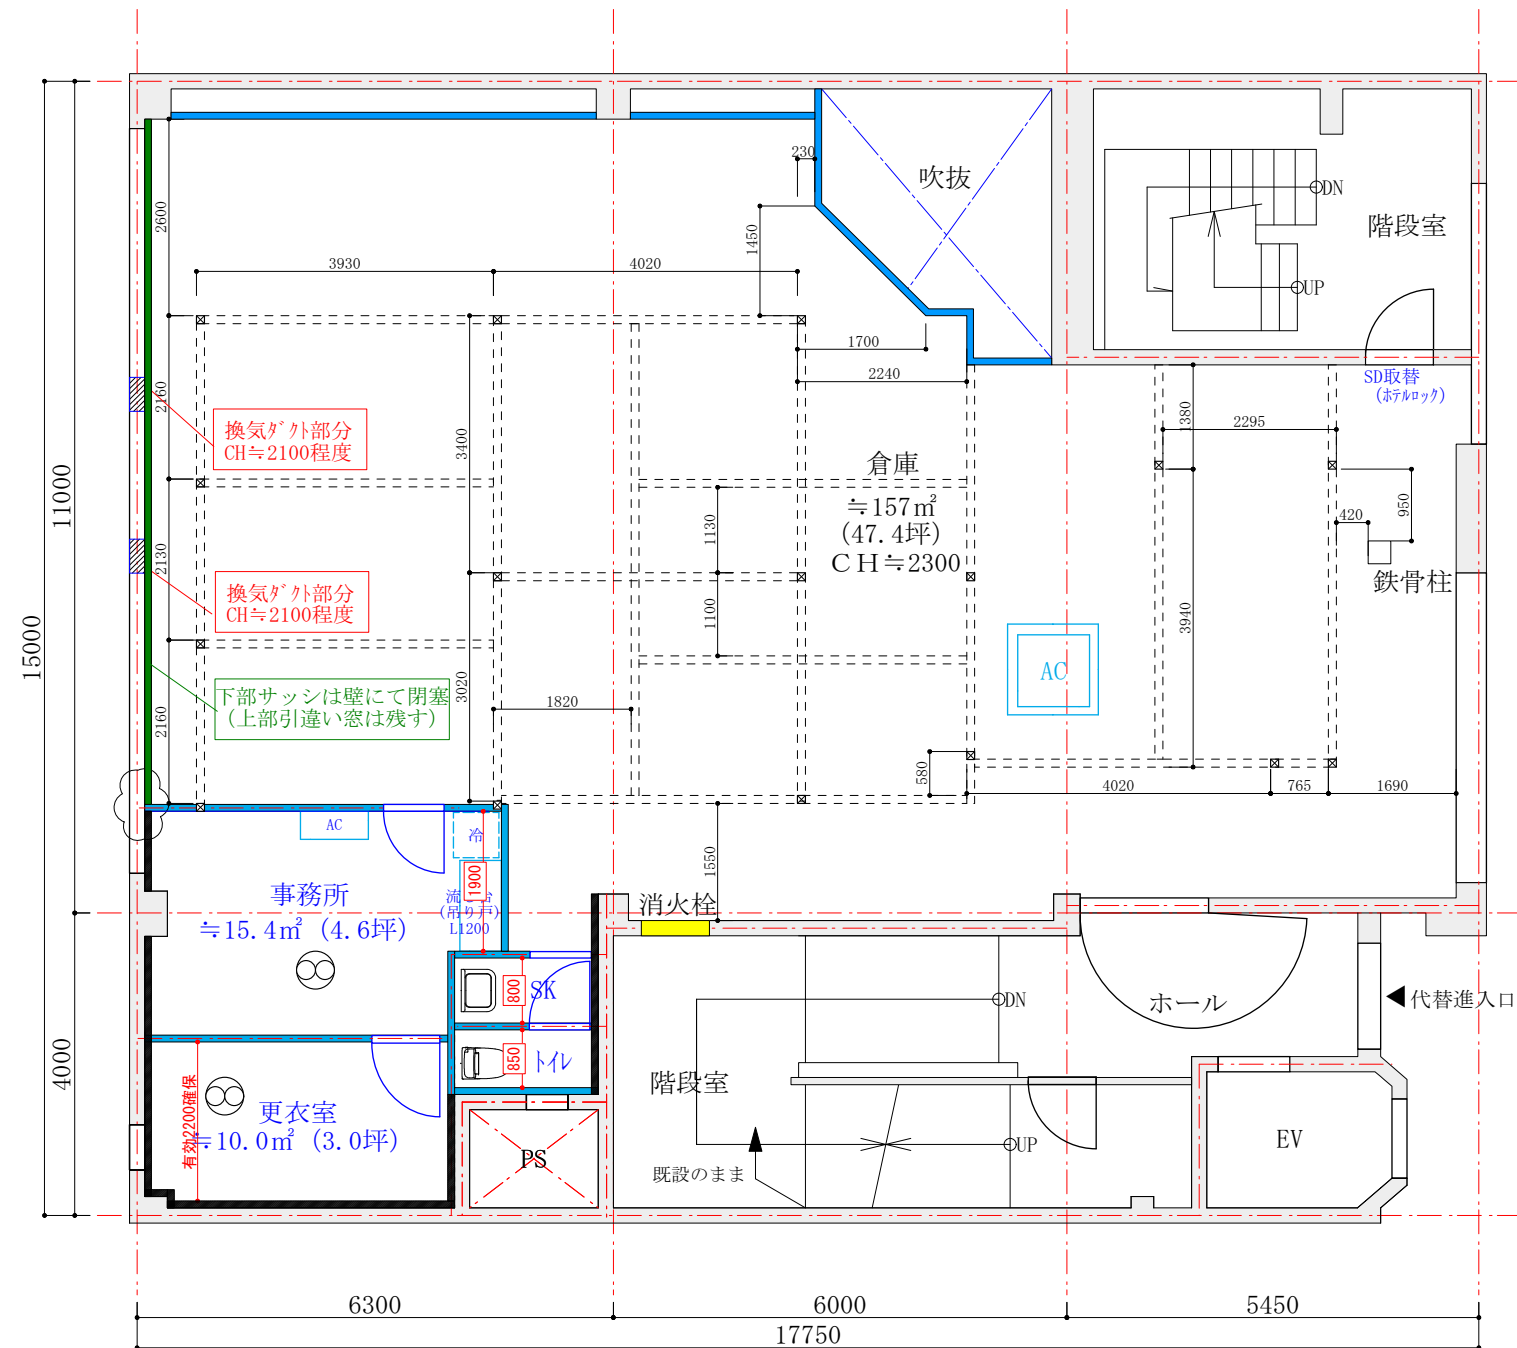 230
吹抜
DN
階段室
2600
1450
3930
4020
UP
1700
2240
SD取替
(ホテルロック)
2160
換気ダクト部分
CH≒2100程度
3400
1380
2295
倉庫
≒157㎡
(47.4坪)
CH≒2300
11000
950
420
1130
2130
換気ダクト部分
CH≒2100程度
鉄骨柱
1100
3940
15000
AC
下部サッシは壁にて閉塞
(上部引違い窓は残す)
3020
1820
2160
580
4020
765
1690
AC
冷
1550
1900
事務所
≒15.4㎡ (4.6坪)
(吊り戸)
L1200
消火栓
SK
800
DN
ホール
代替進入口
4000
850
トイレ
階段室
有効2200確保
更衣室
≒10.0㎡ (3.0坪)
PS
UP
EV
既設のまま
6300
6000
5450
17750